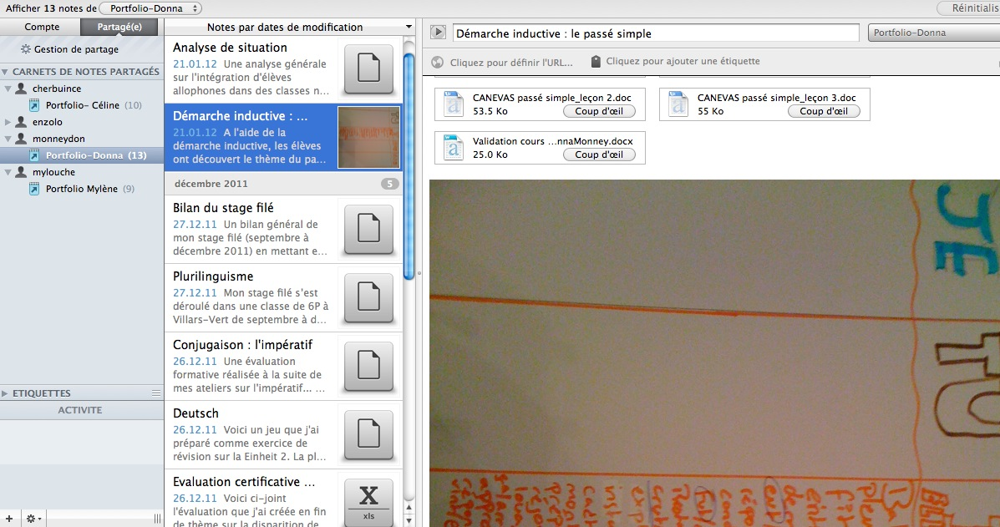 Afficher 13 notes de Portfolio-Donna
Réinitialis
Compte
Partagé(e)
Gestion de partage
CARNETS DE NOTES PARTAGÉS
cherbuince
Portfolio- Céline (10)
enzolo
monneydon
Portfolio-Donna (13)
mylouche
Portfolio Mylène (9)
ETIQUETTES
ACTIVITE
Notes par dates de modification
Analyse de situation
21.01.12 Une analyse générale
sur l'intégration d'élèves
allophones dans des classes n...
Démarche inductive : ...
21.01.12 A l'aide de la
démarche inductive, les élèves
ont découvert le thème du pa...
décembre 2011
5
Bilan du stage filé
27.12.11 Un bilan général de
mon stage filé (septembre à
décembre 2011) en mettant e...
Plurilinguisme
27.12.11 Mon stage filé s'est
déroulé dans une classe de 6P à
Villars-Vert de septembre à d...
Conjugaison : l'impératif
26.12.11 Une évaluation
formative réalisée à la suite de
mes ateliers sur l'impératif... ...
Deutsch
26.12.11 Voici un jeu que j'ai
préparé comme exercice de
révision sur la Einheit 2. La pl...
Evaluation certificative ...
26.12.11 Voici ci-joint
l'évaluation que j'ai créée en fin
de thème sur la disparition de
X
xls
Démarche inductive : le passé simple
Portfolio-Donna
Cliquez pour définir l'URL...
Cliquez pour ajouter une étiquette
CANEVAS passé simple_leçon 2.doc
53.5 Ko
Coup d'œil
CANEVAS passé simple_leçon 3.doc
55 Ko
Coup d'œil
Validation cours ...nnaMonney.docx
25.0 Ko
Coup d'œil
JE
TU